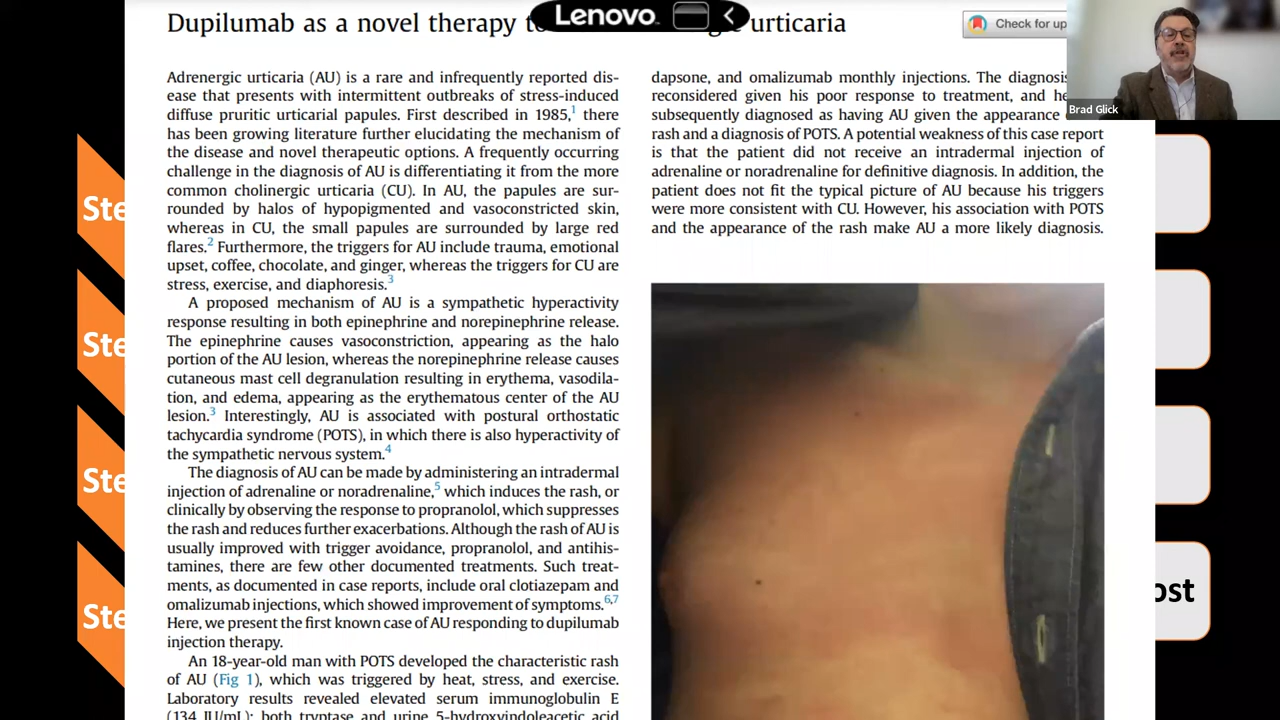 Dupilumab as a novel therapy
Lenovo
urticaria
Check for up
Brad Glick
Adrenergic urticaria (AU) is a rare and infrequently reported dis-
ease that presents with intermittent outbreaks of stress-induced
diffuse pruritic urticarial papules. First described in 1985,1 there
has been growing literature further elucidating the mechanism of
the disease and novel therapeutic options. A frequently occurring
challenge in the diagnosis of AU is differentiating it from the more
common cholinergic urticaria (CU). In AU, the papules are sur-
rounded by halos of hypopigmented and vasoconstricted skin,
whereas in CU, the small papules are surrounded by large red
flares.2 Furthermore, the triggers for AU include trauma, emotional
upset, coffee, chocolate, and ginger, whereas the triggers for CU are
stress, exercise, and diaphoresis.3
A proposed mechanism of AU is a sympathetic hyperactivity
response resulting in both epinephrine and norepinephrine release.
The epinephrine causes vasoconstriction, appearing as the halo
portion of the AU lesion, whereas the norepinephrine release causes
cutaneous mast cell degranulation resulting in erythema, vasodila-
tion, and edema, appearing as the erythematous center of the AU
lesion.3 Interestingly, AU is associated with postural orthostatic
tachycardia syndrome (POTS), in which there is also hyperactivity of
the sympathetic nervous system.4
The diagnosis of AU can be made by administering an intradermal
injection of adrenaline or noradrenaline,5 which induces the rash, or
clinically by observing the response to propranolol, which suppresses
the rash and reduces further exacerbations. Although the rash of AU is
usually improved with trigger avoidance, propranolol, and antihis-
tamines, there are few other documented treatments. Such treat-
ments, as documented in case reports, include oral clotiazepam and
omalizumab injections, which showed improvement of symptoms.6,7
Here, we present the first known case of AU responding to dupilumab
injection therapy.
An 18-year-old man with POTS developed the characteristic rash
of AU (Fig 1), which was triggered by heat, stress, and exercise.
Laboratory results revealed elevated serum immunoglobulin E
(134 IU/mL); both tryptase and urine 5-hydroxyindoleacetic acid
dapsone, and omalizumab monthly injections. The diagnosis
reconsidered given his poor response to treatment, and he
subsequently diagnosed as having AU given the appearance
rash and a diagnosis of POTS. A potential weakness of this case report
is that the patient did not receive an intradermal injection of
adrenaline or noradrenaline for definitive diagnosis. In addition, the
patient does not fit the typical picture of AU because his triggers
were more consistent with CU. However, his association with POTS
and the appearance of the rash make AU a more likely diagnosis.
Ste
Ste
Ste
Ste
ost